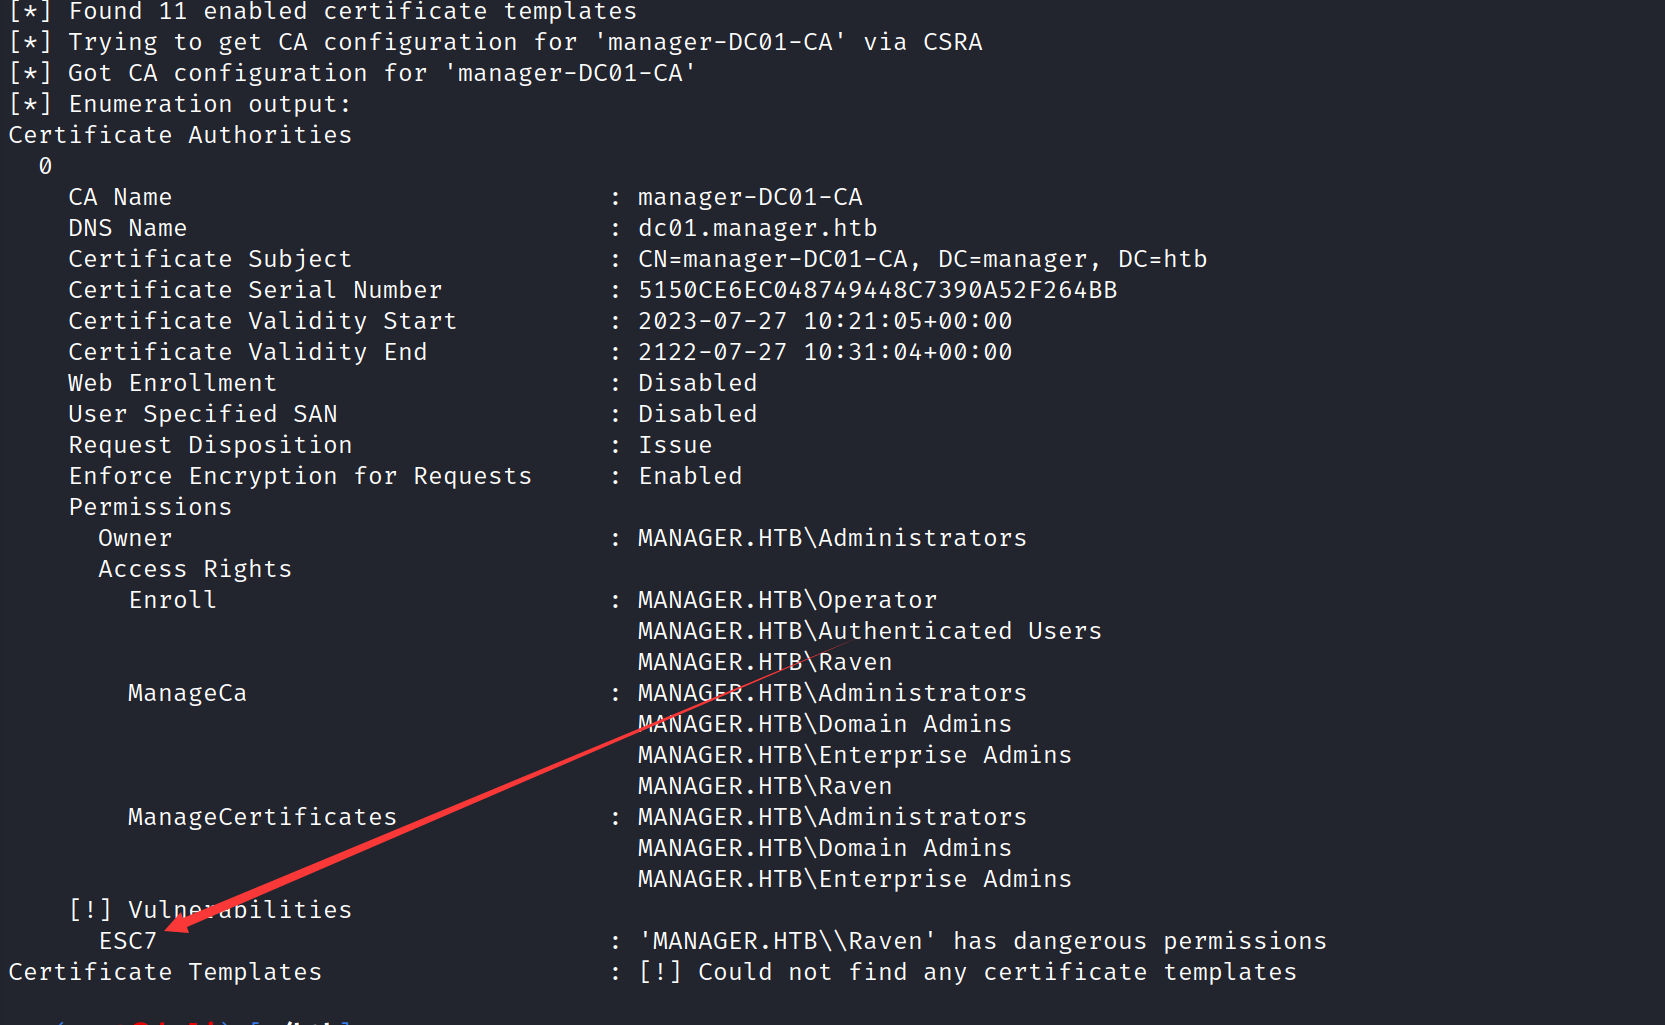 [*] Found 11 enabled certificate templates
[*] Trying to get CA configuration for 'manager-DC01-CA' via CSRA
[*] Got CA configuration for 'manager-DC01-CA'
[*] Enumeration output:
Certificate Authorities
0
CA Name : manager-DC01-CA
DNS Name : dc01.manager.htb
Certificate Subject : CN=manager-DC01-CA, DC=manager, DC=htb
Certificate Serial Number : 5150CE6EC048749448C7390A52F264BB
Certificate Validity Start : 2023-07-27 10:21:05+00:00
Certificate Validity End : 2122-07-27 10:31:04+00:00
Web Enrollment : Disabled
User Specified SAN : Disabled
Request Disposition : Issue
Enforce Encryption for Requests : Enabled
Permissions
Owner : MANAGER.HTB\Administrators
Access Rights
Enroll : MANAGER.HTB\Operator
MANAGER.HTB\Authenticated Users
MANAGER.HTB\Raven
ManageCa : MANAGER.HTB\Administrators
MANAGER.HTB\Domain Admins
MANAGER.HTB\Enterprise Admins
MANAGER.HTB\Raven
ManageCertificates : MANAGER.HTB\Administrators
MANAGER.HTB\Domain Admins
MANAGER.HTB\Enterprise Admins
[!] Vulnerabilities
ESC7 : 'MANAGER.HTB\\Raven' has dangerous permissions
Certificate Templates : [!] Could not find any certificate templates